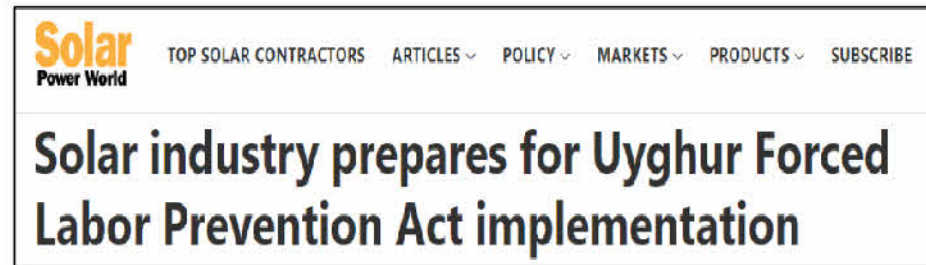 Solar
Power World
TOP SOLAR CONTRACTORS ARTICLES POLICY MARKETS PRODUCTS SUBSCRIBE
Solar industry prepares for Uyghur Forced
Labor Prevention Act implementation